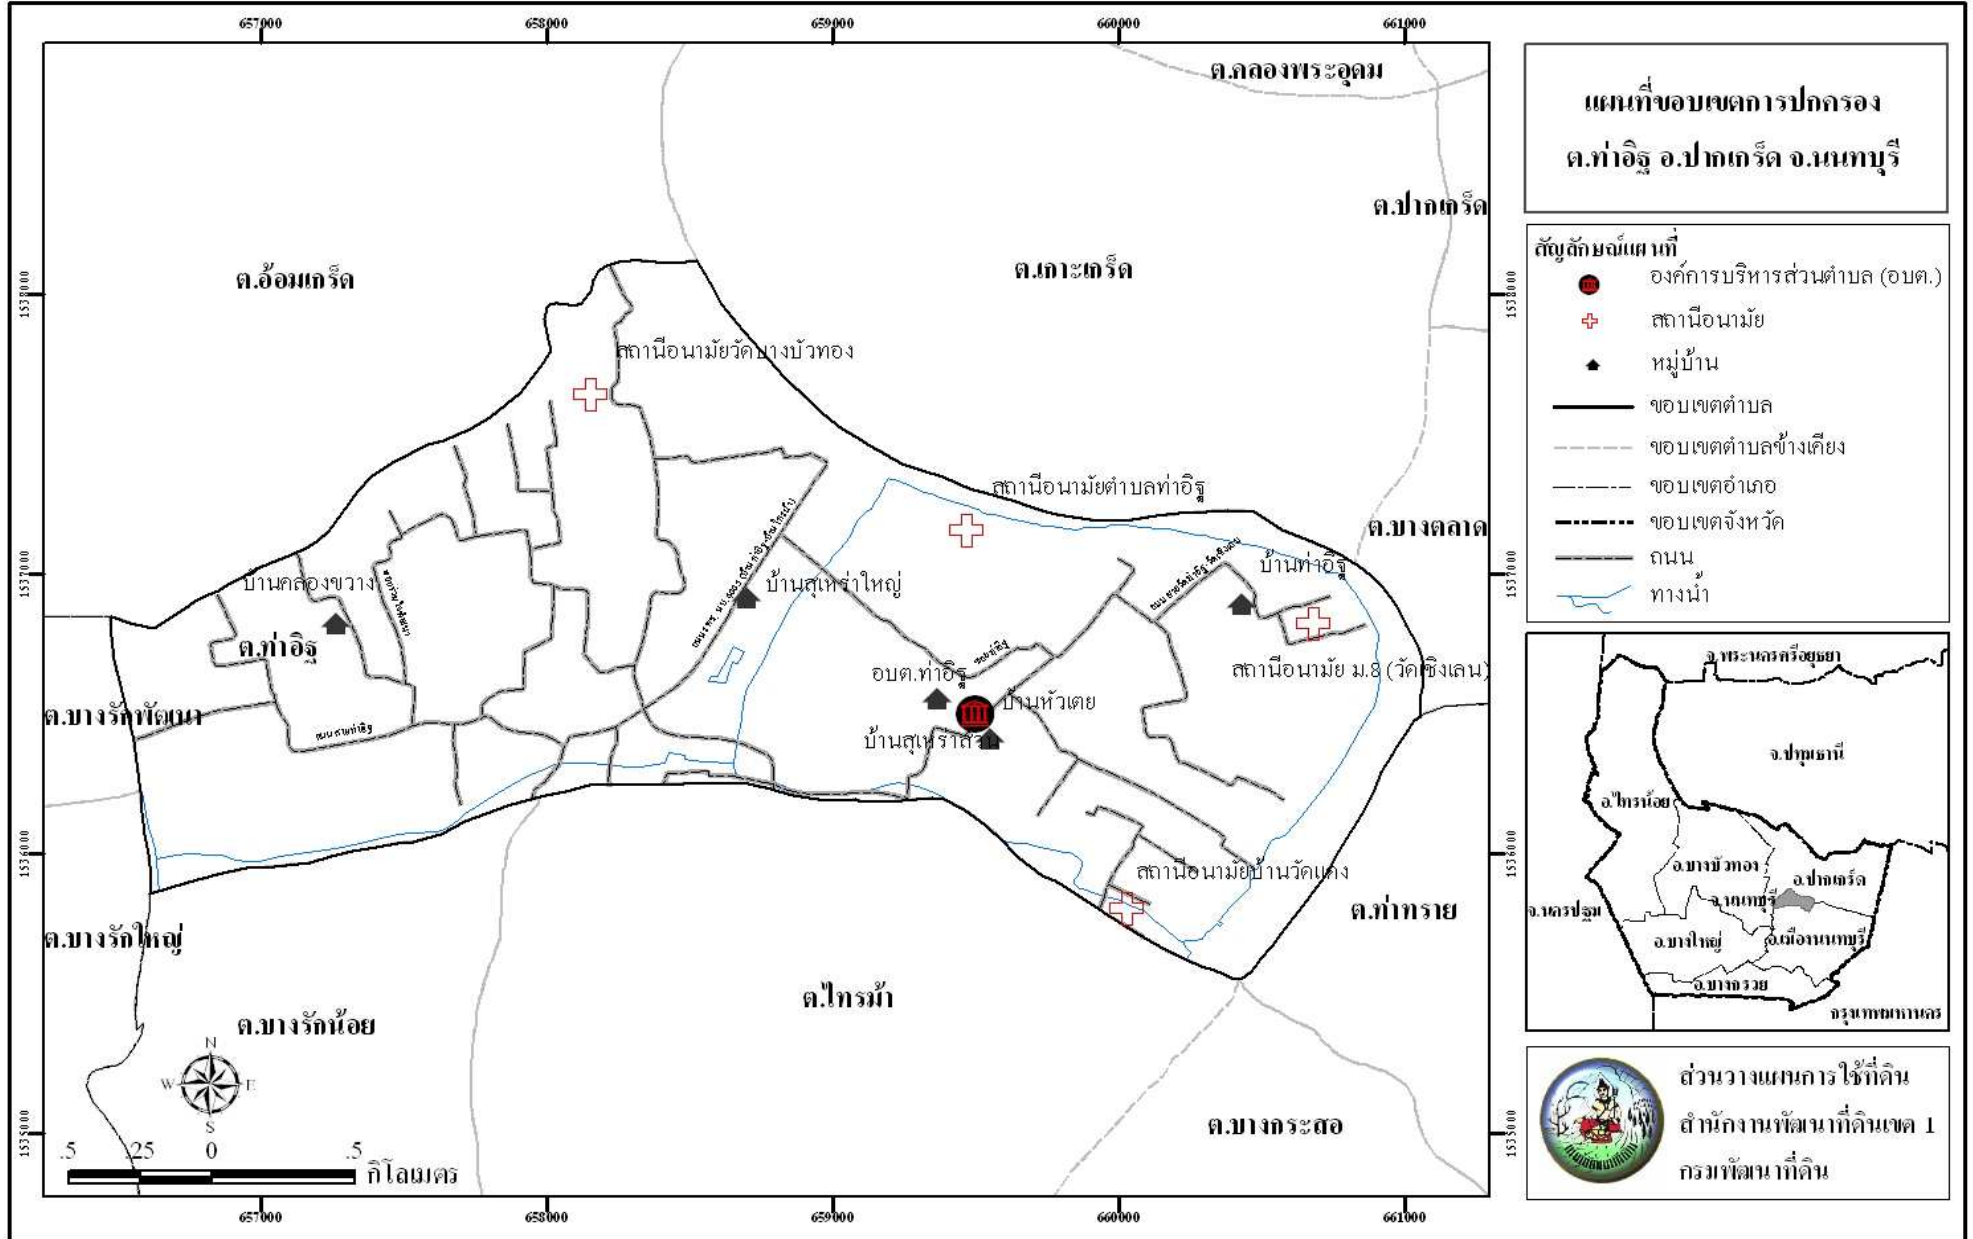 657000 658000 659000 660000 661000
แผนที่ขอบเขตการปกครอง
ต.ท่าอิฐ อ.ปากเกร็ด จ.นนทบุรี
ต.คลองพระอุดม
ต.ปากเกร็ด
ต.อ้อมเกร็ด
ต.เกาะเกร็ด
1538000
1538000
สถานีอนามัยวัดบางบัวทอง
สถานีอนามัยตำบลท่าอิฐ
ต.บางตลาด
1537000
1537000
บ้านท่าอิฐ
บ้านคลองขวาง
บ้านสุเหร่าใหญ่
ต.ท่าอิฐ
สถานีอนามัย ม.8 (วัดเชิงเลน)
อบต.ท่าอิฐ
ซอยท่าอิฐ
บ้านหัวเตย
ต.บางรักพัฒนา
ถนนสายท่าอิฐ
บ้านสุเหร่าสวน
1536000
1536000
สถานีอนามัยบ้านวัดแดง
ต.ท่าทราย
ต.บางรักใหญ่
ต.ไทรม้า
ต.บางรักน้อย
N
W E
S
ต.บางกระสอ
1535000
1535000
.5 .25 0 .5
กิโลเมตร
657000 658000 659000 660000 661000
สัญลักษณ์แผนที่
องค์การบริหารส่วนตำบล (อบต.)
สถานีอนามัย
หมู่บ้าน
ขอบเขตตำบล
ขอบเขตตำบลข้างเคียง
ขอบเขตอำเภอ
ขอบเขตจังหวัด
ถนน
ทางน้ำ
จ.พระนครศรีอยุธยา
จ.ปทุมธานี
อ.ไทรน้อย
อ.บางบัวทอง
อ.ปากเกร็ด
จ.นนทบุรี
จ.นครปฐม
อ.บางใหญ่
อ.เมืองนนทบุรี
อ.บางกรวย
กรุงเทพมหานคร
ส่วนวางแผนการใช้ที่ดิน
สำนักงานพัฒนาที่ดินเขต 1
กรมพัฒนาที่ดิน